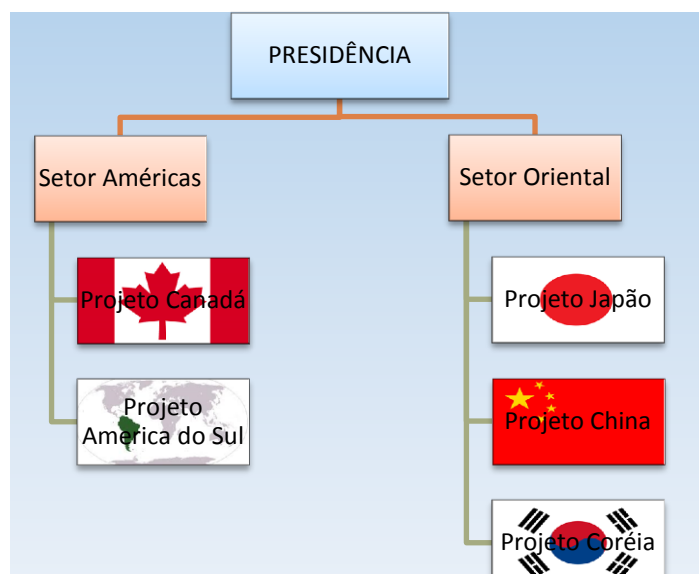 PRESIDÊNCIA
Setor Américas
Setor Oriental
Projeto Canadá
Projeto Japão
Projeto
America do Sul
Projeto China
Projeto Coréia